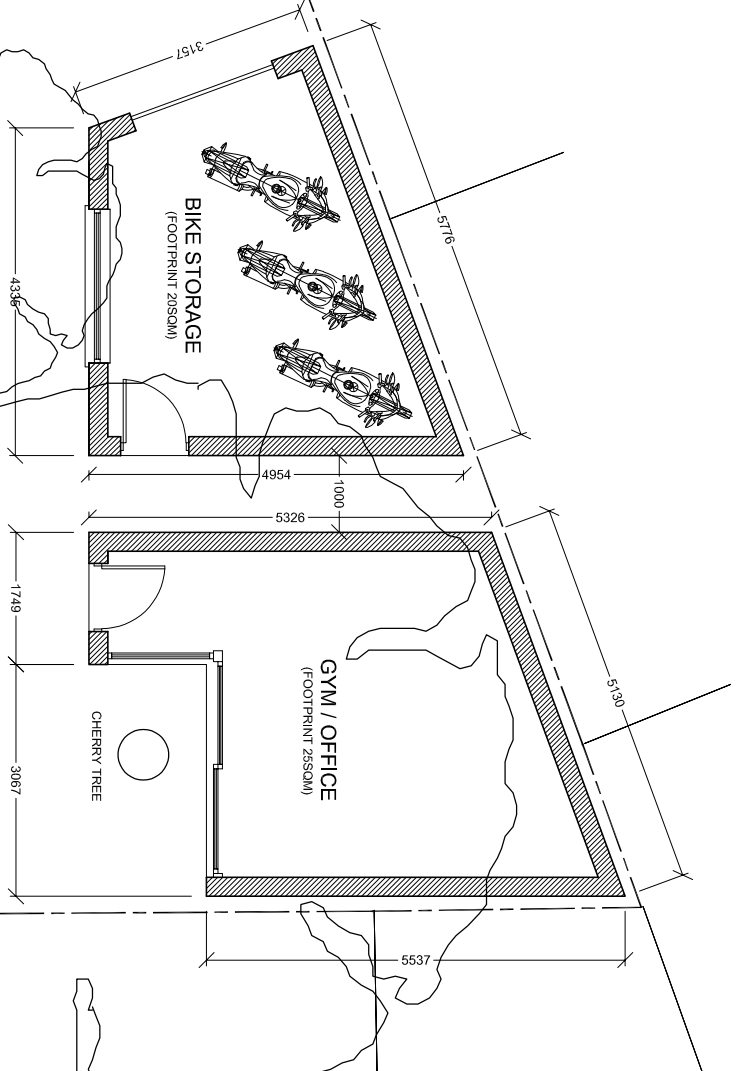 3157
5776
BIKE STORAGE
(FOOTPRINT 20SQM)
4335
4954
1000
5326
1749
5130
GYM / OFFICE
(FOOTPRINT 25SQM)
CHERRY TREE
3067
5537